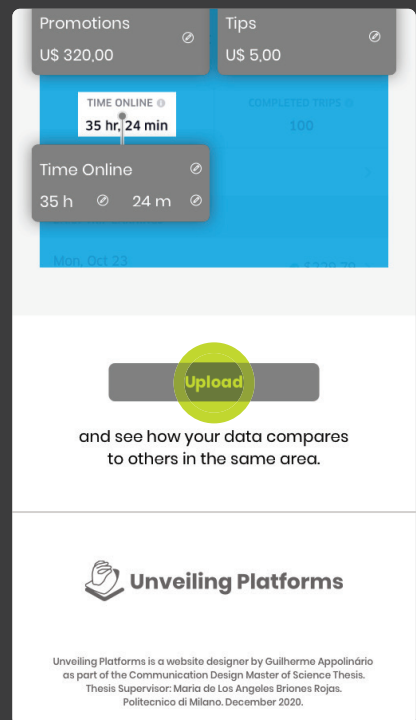 Promotions
U$ 320,00
Tips
U$ 5,00
TIME ONLINE
35 hr, 24 min
COMPLETED TRIPS
100
Time Online
35 h 24 m
Mon, Oct 23
$229.79
Upload
and see how your data compares
to others in the same area.
Unveiling Platforms
Unveiling Platforms is a website designer by Guilherme Appolinário
as part of the Communication Design Master of Science Thesis.
Thesis Supervisor: Maria de Los Angeles Briones Rojas.
Politecnico di Milano. December 2020.